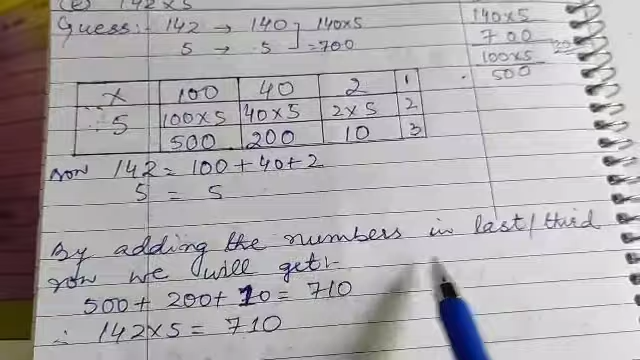 (e) 142×5
Guess:- 142 → 140 ] 140×5
5 → 5 ] =700
140×5
700
100×5
500
× 100 40 2 1
5 100×5 40×5 2×5 2
500 200 10 3
Now 142 = 100+40+2
5 = 5
By adding the numbers in last/third
row we will get:-
500+ 200+ 10= 710
∴ 142×5= 710